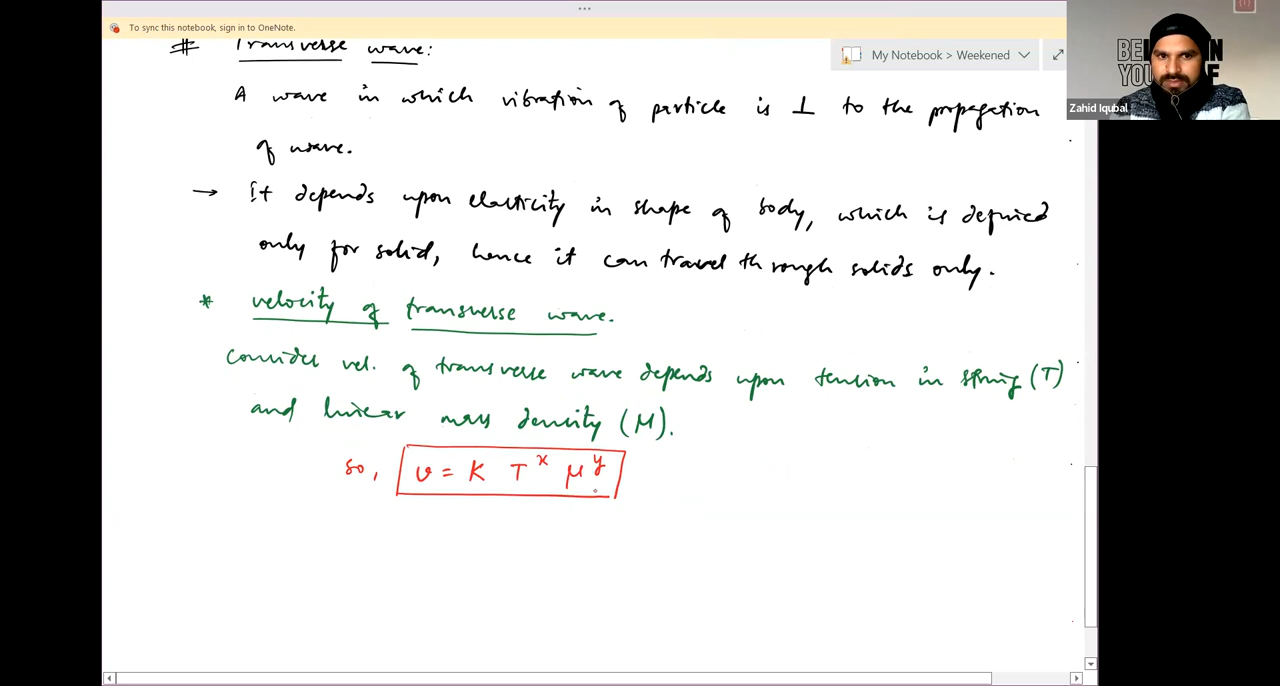 To sync this notebook, sign in to OneNote.
My Notebook > Weekened
Zahid Iqubal
# Transverse wave:
A wave in which vibration of particle is ⊥ to the propagation
of wave.
→ It depends upon elasticity in shape of body, which is defined
only for solid, hence it can travel through solids only.
* velocity of transverse wave.
Consider vel. of transverse wave depends upon tension in string (T)
and linear mass density (μ).
so, v = K T^x μ^y